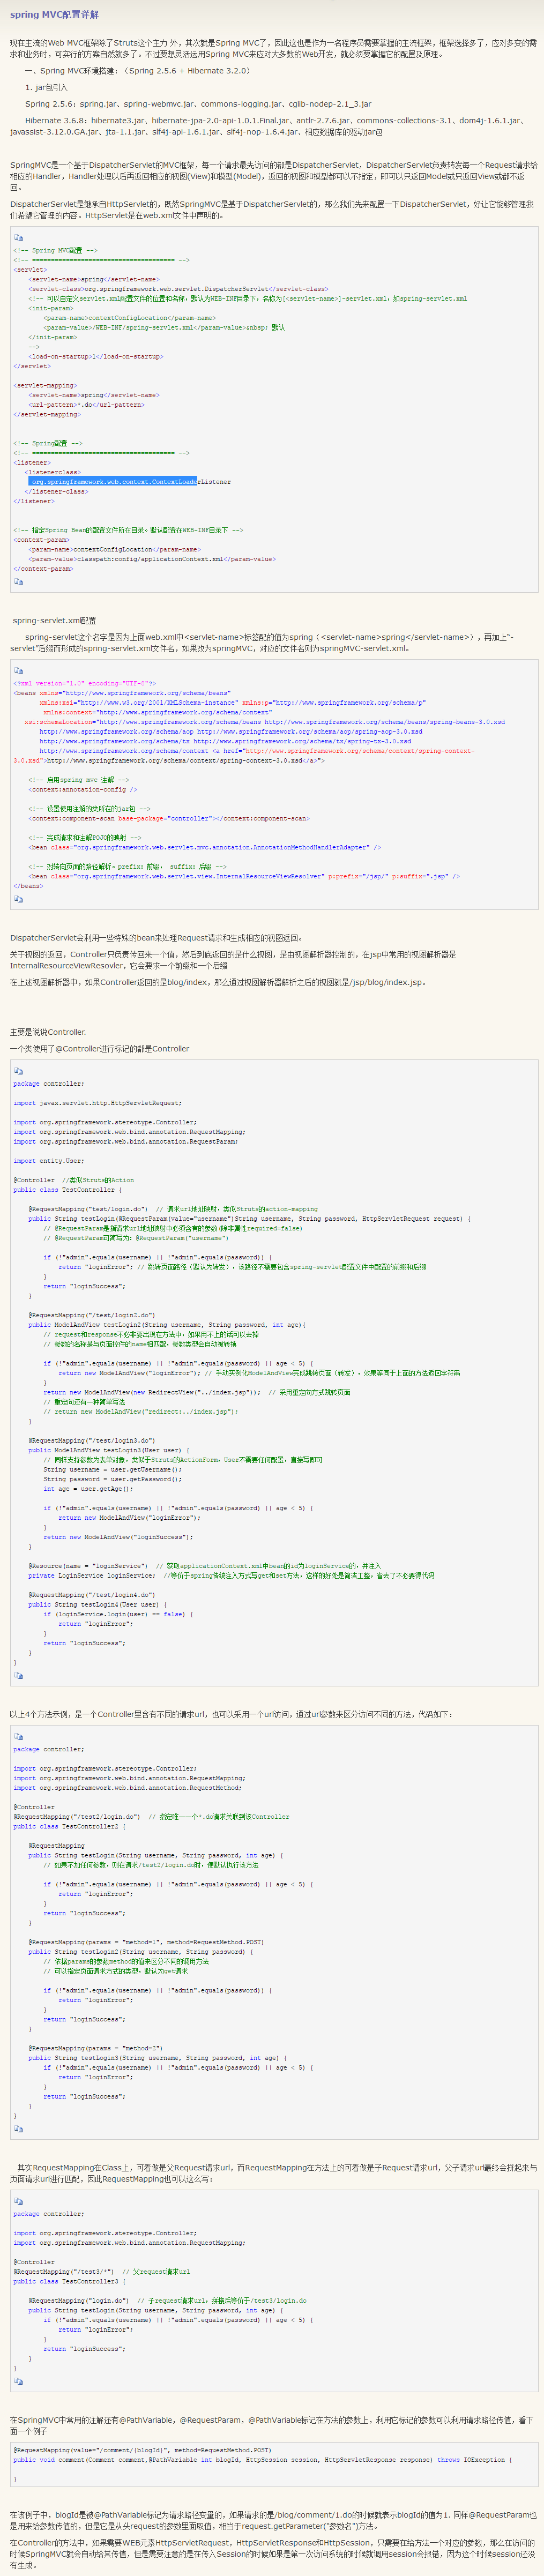 spring MVC配置详解
现在主流的Web MVC框架除了Struts这个主力 外，其次就是Spring MVC了，因此这也是作为一名程序员需要掌握的主流框架，框架选择多了，应对多变的需
求和业务时，可实行的方案自然就多了。不过要想灵活运用Spring MVC来应对大多数的Web开发，就必须要掌握它的配置及原理。
一、Spring MVC环境搭建：（Spring 2.5.6 + Hibernate 3.2.0）
1. jar包引入
Spring 2.5.6：spring.jar、spring-webmvc.jar、commons-logging.jar、cglib-nodep-2.1_3.jar
Hibernate 3.6.8：hibernate3.jar、hibernate-jpa-2.0-api-1.0.1.Final.jar、antlr-2.7.6.jar、commons-collections-3.1、dom4j-1.6.1.jar、
javassist-3.12.0.GA.jar、jta-1.1.jar、slf4j-api-1.6.1.jar、slf4j-nop-1.6.4.jar、相应数据库的驱动jar包
SpringMVC是一个基于DispatcherServlet的MVC框架，每一个请求最先访问的都是DispatcherServlet，DispatcherServlet负责转发每一个Request请求给
相应的Handler，Handler处理以后再返回相应的视图(View)和模型(Model)，返回的视图和模型都可以不指定，即可以只返回Model或只返回View或都不返
回。
DispatcherServlet是继承自HttpServlet的，既然SpringMVC是基于DispatcherServlet的，那么我们先来配置一下DispatcherServlet，好让它能够管理我
们希望它管理的内容。HttpServlet是在web.xml文件中声明的。
<!-- Spring MVC配置 -->
<!-- ====================================== -->
<servlet>
<servlet-name>spring</servlet-name>
<servlet-class>org.springframework.web.servlet.DispatcherServlet</servlet-class>
<!-- 可以自定义servlet.xml配置文件的位置和名称，默认为WEB-INF目录下，名称为[<servlet-name>]-servlet.xml，如spring-servlet.xml
<init-param>
<param-name>contextConfigLocation</param-name>
<param-value>/WEB-INF/spring-servlet.xml</param-value>&nbsp; 默认
</init-param>
-->
<load-on-startup>1</load-on-startup>
</servlet>
<servlet-mapping>
<servlet-name>spring</servlet-name>
<url-pattern>*.do</url-pattern>
</servlet-mapping>
<!-- Spring配置 -->
<!-- ====================================== -->
<listener>
<listenerclass>
org.springframework.web.context.ContextLoaderListener
</listener-class>
</listener>
<!-- 指定Spring Bean的配置文件所在目录。默认配置在WEB-INF目录下 -->
<context-param>
<param-name>contextConfigLocation</param-name>
<param-value>classpath:config/applicationContext.xml</param-value>
</context-param>
spring-servlet.xml配置
spring-servlet这个名字是因为上面web.xml中<servlet-name>标签配的值为spring（<servlet-name>spring</servlet-name>），再加上“-
servlet”后缀而形成的spring-servlet.xml文件名，如果改为springMVC，对应的文件名则为springMVC-servlet.xml。
<?xml version="1.0" encoding="UTF-8"?>
<beans xmlns="http://www.springframework.org/schema/beans"
xmlns:xsi="http://www.w3.org/2001/XMLSchema-instance" xmlns:p="http://www.springframework.org/schema/p"
xmlns:context="http://www.springframework.org/schema/context"
xsi:schemaLocation="http://www.springframework.org/schema/beans http://www.springframework.org/schema/beans/spring-beans-3.0.xsd
http://www.springframework.org/schema/aop http://www.springframework.org/schema/aop/spring-aop-3.0.xsd
http://www.springframework.org/schema/tx http://www.springframework.org/schema/tx/spring-tx-3.0.xsd
http://www.springframework.org/schema/context <a href="http://www.springframework.org/schema/context/spring-context-
3.0.xsd">http://www.springframework.org/schema/context/spring-context-3.0.xsd</a>">
<!-- 启用spring mvc 注解 -->
<context:annotation-config />
<!-- 设置使用注解的类所在的jar包 -->
<context:component-scan base-package="controller"></context:component-scan>
<!-- 完成请求和注解POJO的映射 -->
<bean class="org.springframework.web.servlet.mvc.annotation.AnnotationMethodHandlerAdapter" />
<!-- 对转向页面的路径解析。prefix：前缀， suffix：后缀 -->
<bean class="org.springframework.web.servlet.view.InternalResourceViewResolver" p:prefix="/jsp/" p:suffix=".jsp" />
</beans>
DispatcherServlet会利用一些特殊的bean来处理Request请求和生成相应的视图返回。
关于视图的返回，Controller只负责传回来一个值，然后到底返回的是什么视图，是由视图解析器控制的，在jsp中常用的视图解析器是
InternalResourceViewResovler，它会要求一个前缀和一个后缀
在上述视图解析器中，如果Controller返回的是blog/index，那么通过视图解析器解析之后的视图就是/jsp/blog/index.jsp。
主要是说说Controller.
一个类使用了@Controller进行标记的都是Controller
package controller;
import javax.servlet.http.HttpServletRequest;
import org.springframework.stereotype.Controller;
import org.springframework.web.bind.annotation.RequestMapping;
import org.springframework.web.bind.annotation.RequestParam;
import entity.User;
@Controller  //类似Struts的Action
public class TestController {
@RequestMapping("test/login.do")  // 请求url地址映射，类似Struts的action-mapping
public String testLogin(@RequestParam(value="username")String username, String password, HttpServletRequest request) {
// @RequestParam是指请求url地址映射中必须含有的参数(除非属性required=false)
// @RequestParam可简写为：@RequestParam("username")
if (!"admin".equals(username) || !"admin".equals(password)) {
return "loginError"; // 跳转页面路径（默认为转发），该路径不需要包含spring-servlet配置文件中配置的前缀和后缀
}
return "loginSuccess";
}
@RequestMapping("/test/login2.do")
public ModelAndView testLogin2(String username, String password, int age){
// request和response不必非要出现在方法中，如果用不上的话可以去掉
// 参数的名称是与页面控件的name相匹配，参数类型会自动被转换
if (!"admin".equals(username) || !"admin".equals(password) || age < 5) {
return new ModelAndView("loginError"); // 手动实例化ModelAndView完成跳转页面（转发），效果等同于上面的方法返回字符串
}
return new ModelAndView(new RedirectView("../index.jsp"));  // 采用重定向方式跳转页面
// 重定向还有一种简单写法
// return new ModelAndView("redirect:../index.jsp");
}
@RequestMapping("/test/login3.do")
public ModelAndView testLogin3(User user) {
// 同样支持参数为表单对象，类似于Struts的ActionForm，User不需要任何配置，直接写即可
String username = user.getUsername();
String password = user.getPassword();
int age = user.getAge();
if (!"admin".equals(username) || !"admin".equals(password) || age < 5) {
return new ModelAndView("loginError");
}
return new ModelAndView("loginSuccess");
}
@Resource(name = "loginService")  // 获取applicationContext.xml中bean的id为loginService的，并注入
private LoginService loginService;  //等价于spring传统注入方式写get和set方法，这样的好处是简洁工整，省去了不必要得代码
@RequestMapping("/test/login4.do")
public String testLogin4(User user) {
if (loginService.login(user) == false) {
return "loginError";
}
return "loginSuccess";
}
}
以上4个方法示例，是一个Controller里含有不同的请求url，也可以采用一个url访问，通过url参数来区分访问不同的方法，代码如下：
package controller;
import org.springframework.stereotype.Controller;
import org.springframework.web.bind.annotation.RequestMapping;
import org.springframework.web.bind.annotation.RequestMethod;
@Controller
@RequestMapping("/test2/login.do")  // 指定唯一一个*.do请求关联到该Controller
public class TestController2 {
@RequestMapping
public String testLogin(String username, String password, int age) {
// 如果不加任何参数，则在请求/test2/login.do时，便默认执行该方法
if (!"admin".equals(username) || !"admin".equals(password) || age < 5) {
return "loginError";
}
return "loginSuccess";
}
@RequestMapping(params = "method=1", method=RequestMethod.POST)
public String testLogin2(String username, String password) {
// 依据params的参数method的值来区分不同的调用方法
// 可以指定页面请求方式的类型，默认为get请求
if (!"admin".equals(username) || !"admin".equals(password)) {
return "loginError";
}
return "loginSuccess";
}
@RequestMapping(params = "method=2")
public String testLogin3(String username, String password, int age) {
if (!"admin".equals(username) || !"admin".equals(password) || age < 5) {
return "loginError";
}
return "loginSuccess";
}
}
其实RequestMapping在Class上，可看做是父Request请求url，而RequestMapping在方法上的可看做是子Request请求url，父子请求url最终会拼起来与
页面请求url进行匹配，因此RequestMapping也可以这么写：
package controller;
import org.springframework.stereotype.Controller;
import org.springframework.web.bind.annotation.RequestMapping;
@Controller
@RequestMapping("/test3/*")  // 父request请求url
public class TestController3 {
@RequestMapping("login.do")  // 子request请求url，拼接后等价于/test3/login.do
public String testLogin(String username, String password, int age) {
if (!"admin".equals(username) || !"admin".equals(password) || age < 5) {
return "loginError";
}
return "loginSuccess";
}
}
在SpringMVC中常用的注解还有@PathVariable，@RequestParam，@PathVariable标记在方法的参数上，利用它标记的参数可以利用请求路径传值，看下
面一个例子
@RequestMapping(value="/comment/{blogId}", method=RequestMethod.POST)
public void comment(Comment comment,@PathVariable int blogId, HttpSession session, HttpServletResponse response) throws IOException {
}
在该例子中，blogId是被@PathVariable标记为请求路径变量的，如果请求的是/blog/comment/1.do的时候就表示blogId的值为1. 同样@RequestParam也
是用来给参数传值的，但是它是从头request的参数里面取值，相当于request.getParameter("参数名")方法。
在Controller的方法中，如果需要WEB元素HttpServletRequest，HttpServletResponse和HttpSession，只需要在给方法一个对应的参数，那么在访问的
时候SpringMVC就会自动给其传值，但是需要注意的是在传入Session的时候如果是第一次访问系统的时候就调用session会报错，因为这个时候session还没
有生成。